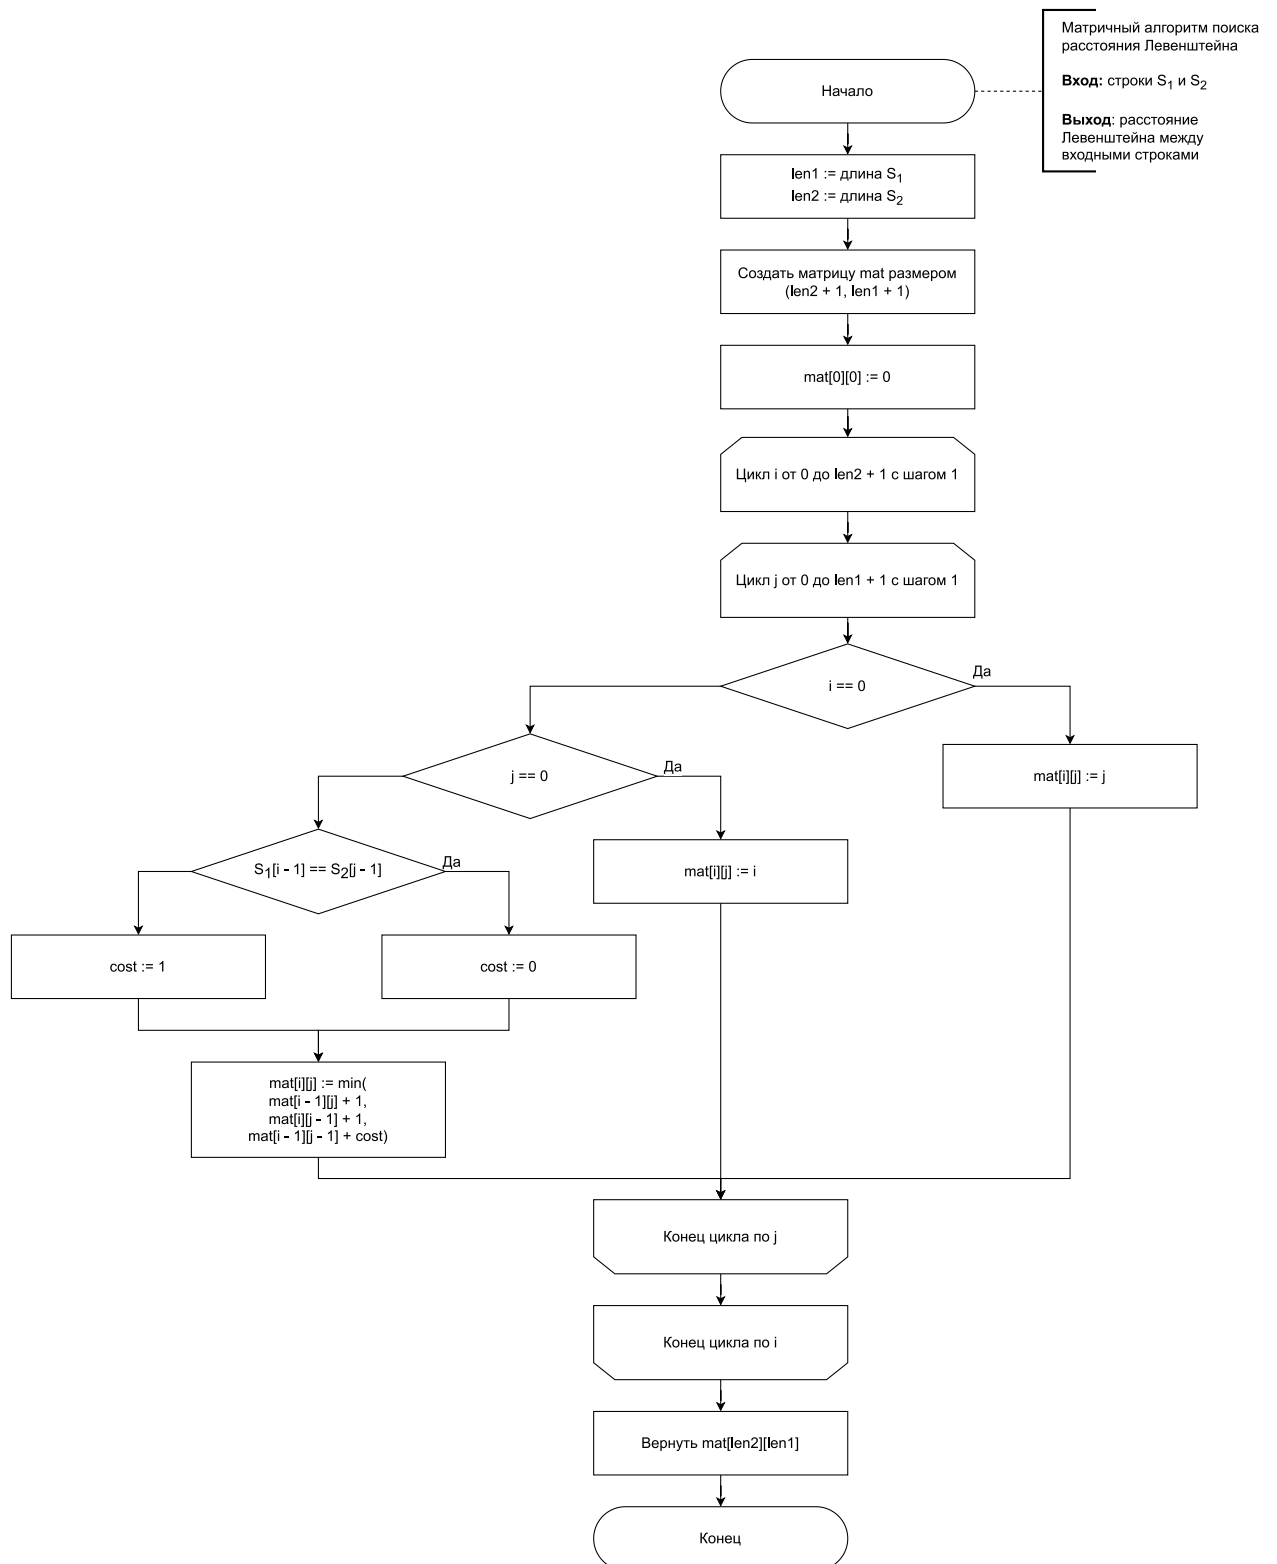 Матричный алгоритм поиска
расстояния Левенштейна
Вход: строки S1 и S2
Выход: расстояние
Левенштейна между
входными строками
Начало
len1 := длина S1
len2 := длина S2
Создать матрицу mat размером
(len2 + 1, len1 + 1)
mat[0][0] := 0
Цикл i от 0 до len2 + 1 с шагом 1
Цикл j от 0 до len1 + 1 с шагом 1
i == 0
Да
mat[i][j] := j
j == 0
Да
mat[i][j] := i
S1[i - 1] == S2[j - 1]
Да
cost := 1
cost := 0
mat[i][j] := min(
mat[i - 1][j] + 1,
mat[i][j - 1] + 1,
mat[i - 1][j - 1] + cost)
Конец цикла по j
Конец цикла по i
Вернуть mat[len2][len1]
Конец